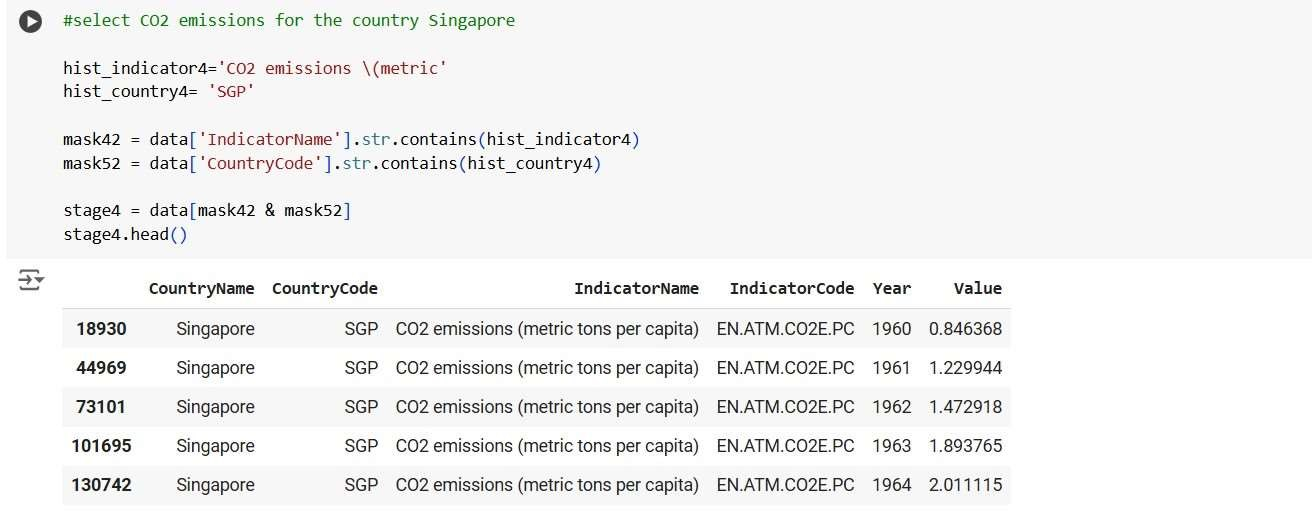 #select CO2 emissions for the country Singapore
hist_indicator4='CO2 emissions \(metric'
hist_country4= 'SGP'
mask42 = data['IndicatorName'].str.contains(hist_indicator4)
mask52 = data['CountryCode'].str.contains(hist_country4)
stage4 = data[mask42 & mask52]
stage4.head()
CountryName CountryCode IndicatorName IndicatorCode Year Value
18930 Singapore SGP CO2 emissions (metric tons per capita) EN.ATM.CO2E.PC 1960 0.846368
44969 Singapore SGP CO2 emissions (metric tons per capita) EN.ATM.CO2E.PC 1961 1.229944
73101 Singapore SGP CO2 emissions (metric tons per capita) EN.ATM.CO2E.PC 1962 1.472918
101695 Singapore SGP CO2 emissions (metric tons per capita) EN.ATM.CO2E.PC 1963 1.893765
130742 Singapore SGP CO2 emissions (metric tons per capita) EN.ATM.CO2E.PC 1964 2.011115